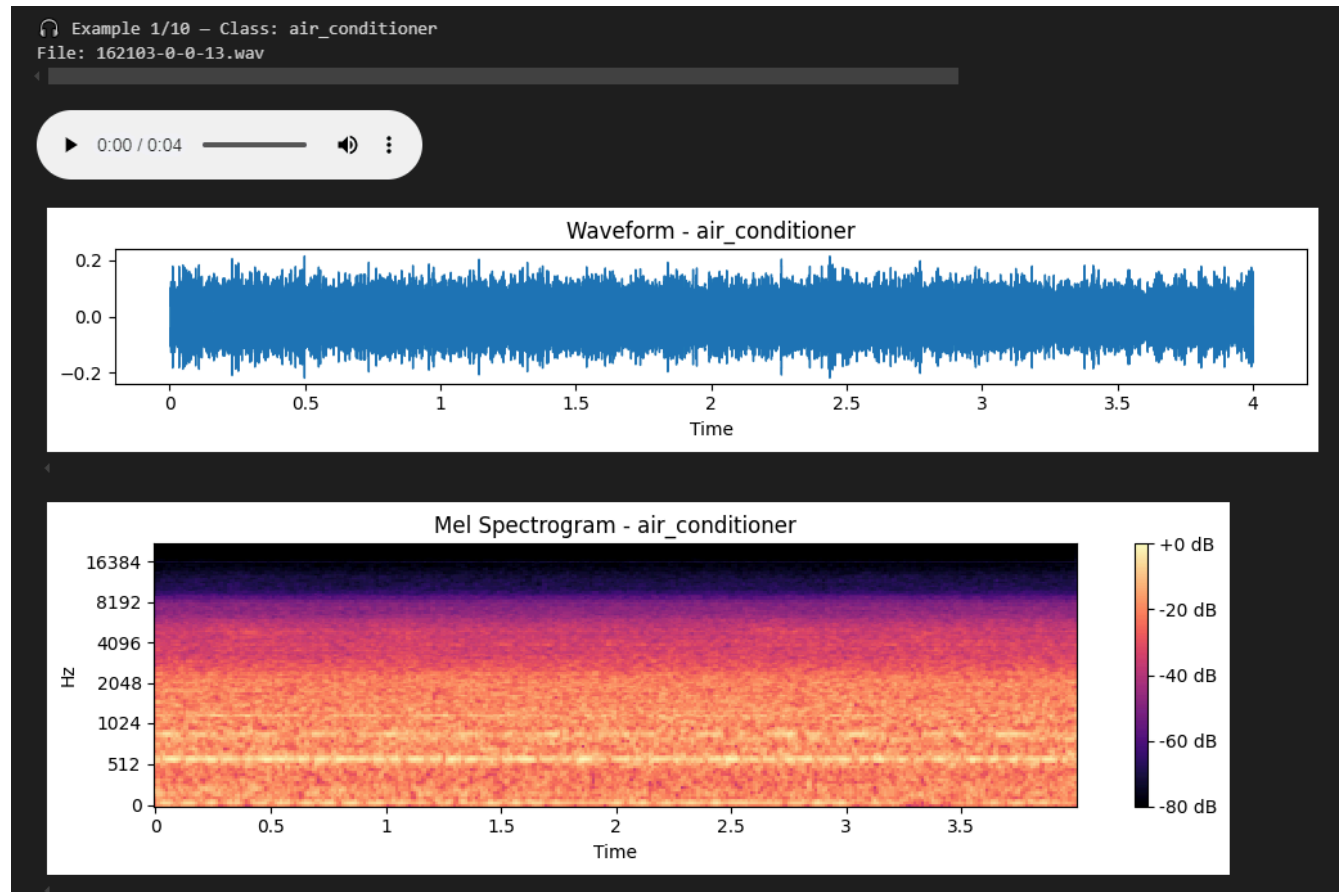 🎧 Example 1/10 — Class: air_conditioner
File: 162103-0-0-13.wav
0:00 / 0:04
Waveform - air_conditioner
0.2
0.0
−0.2
0 0.5 1 1.5 2 2.5 3 3.5 4
Time
Mel Spectrogram - air_conditioner
16384
8192
4096
2048
1024
512
0
Hz
0 0.5 1 1.5 2 2.5 3 3.5
Time
+0 dB
-20 dB
-40 dB
-60 dB
-80 dB